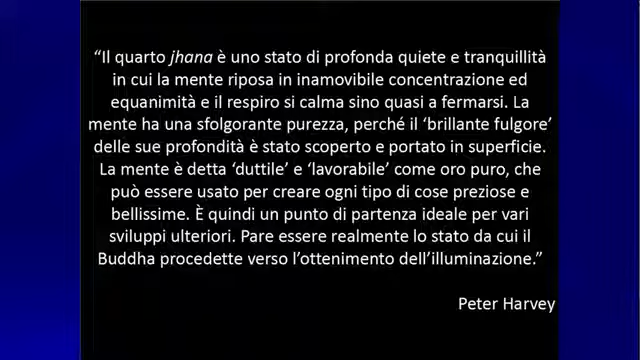 “Il quarto jhana è uno stato di profonda quiete e tranquillità
in cui la mente riposa in inamovibile concentrazione ed
equanimità e il respiro si calma sino quasi a fermarsi. La
mente ha una sfolgorante purezza, perché il ‘brillante fulgore’
delle sue profondità è stato scoperto e portato in superficie.
La mente è detta ‘duttile’ e ‘lavorabile’ come oro puro, che
può essere usato per creare ogni tipo di cose preziose e
bellissime. È quindi un punto di partenza ideale per vari
sviluppi ulteriori. Pare essere realmente lo stato da cui il
Buddha procedette verso l’ottenimento dell’illuminazione.”
Peter Harvey